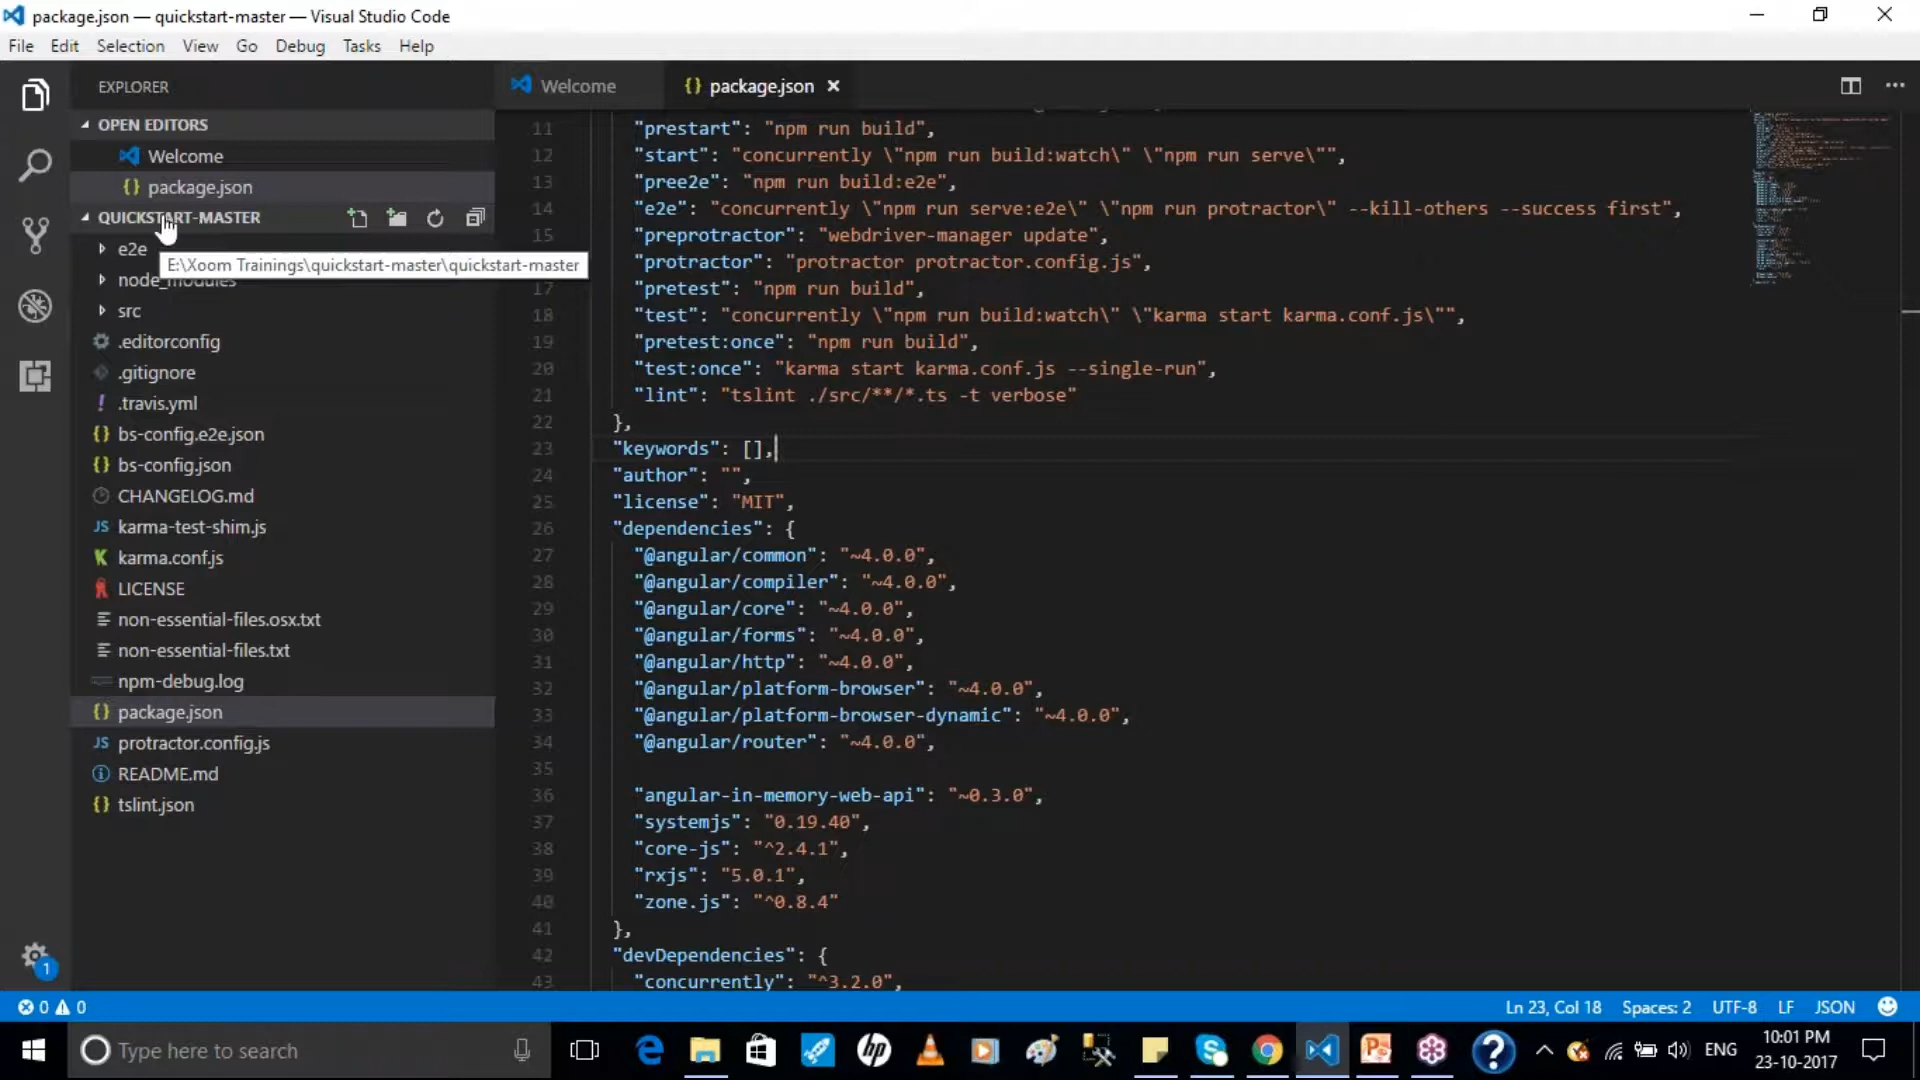 package.json — quickstart-master — Visual Studio Code
File Edit Selection View Go Debug Tasks Help
EXPLORER
OPEN EDITORS
Welcome
{} package.json
QUICKSTART-MASTER
e2e
E:\Xoom Trainings\quickstart-master\quickstart-master
node_modules
src
.editorconfig
.gitignore
! .travis.yml
{} bs-config.e2e.json
{} bs-config.json
CHANGELOG.md
JS karma-test-shim.js
K karma.conf.js
LICENSE
non-essential-files.osx.txt
non-essential-files.txt
npm-debug.log
{} package.json
JS protractor.config.js
README.md
{} tslint.json
1
Welcome
{} package.json
11 "prestart": "npm run build",
12 "start": "concurrently \"npm run build:watch\" \"npm run serve\"",
13 "pree2e": "npm run build:e2e",
14 "e2e": "concurrently \"npm run serve:e2e\" \"npm run protractor\" --kill-others --success first",
15 "preprotractor": "webdriver-manager update",
"protractor": "protractor protractor.config.js",
17 "pretest": "npm run build",
18 "test": "concurrently \"npm run build:watch\" \"karma start karma.conf.js\"",
19 "pretest:once": "npm run build",
20 "test:once": "karma start karma.conf.js --single-run",
21 "lint": "tslint ./src/**/*.ts -t verbose"
22 },
23 "keywords": [],
24 "author": "",
25 "license": "MIT",
26 "dependencies": {
27 "@angular/common": "~4.0.0",
28 "@angular/compiler": "~4.0.0",
29 "@angular/core": "~4.0.0",
30 "@angular/forms": "~4.0.0",
31 "@angular/http": "~4.0.0",
32 "@angular/platform-browser": "~4.0.0",
33 "@angular/platform-browser-dynamic": "~4.0.0",
34 "@angular/router": "~4.0.0",
35
36 "angular-in-memory-web-api": "~0.3.0",
37 "systemjs": "0.19.40",
38 "core-js": "^2.4.1",
39 "rxjs": "5.0.1",
40 "zone.js": "^0.8.4"
41 },
42 "devDependencies": {
43 "concurrently": "^3.2.0",
0 0 Ln 23, Col 18 Spaces: 2 UTF-8 LF JSON
Type here to search
hp
ENG
10:01 PM
23-10-2017